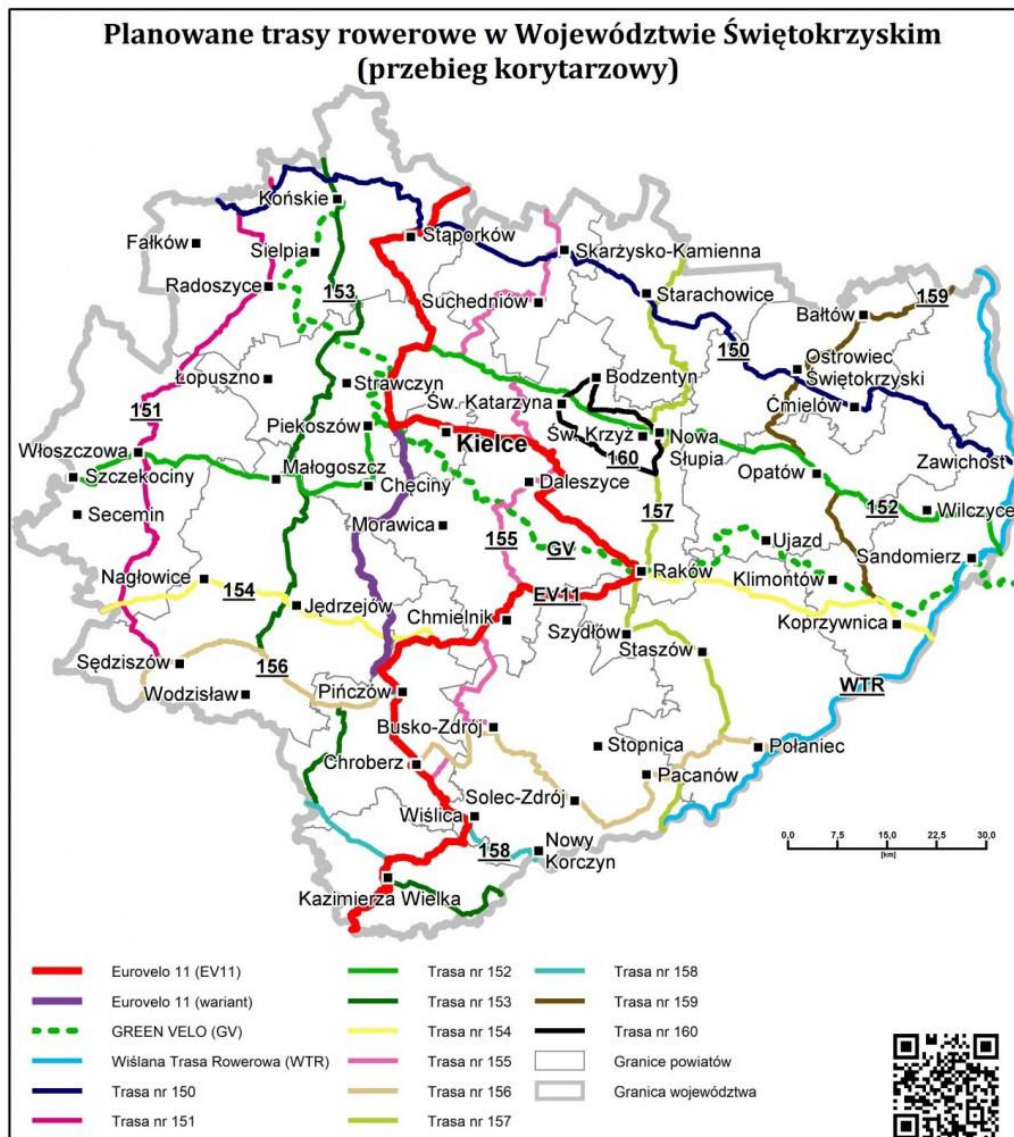 Planowane trasy rowerowe w Województwie Świętokrzyskim
(przebieg korytarzowy)
Końskie
Stąporków
Fałków
Sielpia
Skarżysko-Kamienna
Radoszyce
153
Suchedniów
Starachowice
159
Bałtów
150
Ostrowiec
Świętokrzyski
Łopuszno
Strawczyn
Bodzentyn
Św. Katarzyna
Ćmielów
151
Piekoszów
Kielce
Św. Krzyż
Nowa
Słupia
Włoszczowa
160
Zawichost
Szczekociny
Małogoszcz
Chęciny
Daleszyce
Opatów
152
Wilczyce
Secemin
Morawica
155
157
GV
Ujazd
Sandomierz
Nagłowice
154
Raków
Klimontów
EV11
Jędrzejów
Chmielnik
Koprzywnica
Szydłów
Staszów
Sędziszów
156
WTR
Wodzisław
Pińczów
Busko-Zdrój
Stopnica
Połaniec
Chroberz
Pacanów
Solec-Zdrój
Wiślica
158
Nowy
Korczyn
0,0 7,5 15,0 22,5 30,0
[km]
Kazimierza Wielka
Eurovelo 11 (EV11)
Eurovelo 11 (wariant)
GREEN VELO (GV)
Wiślana Trasa Rowerowa (WTR)
Trasa nr 150
Trasa nr 151
Trasa nr 152
Trasa nr 153
Trasa nr 154
Trasa nr 155
Trasa nr 156
Trasa nr 157
Trasa nr 158
Trasa nr 159
Trasa nr 160
Granice powiatów
Granica województwa